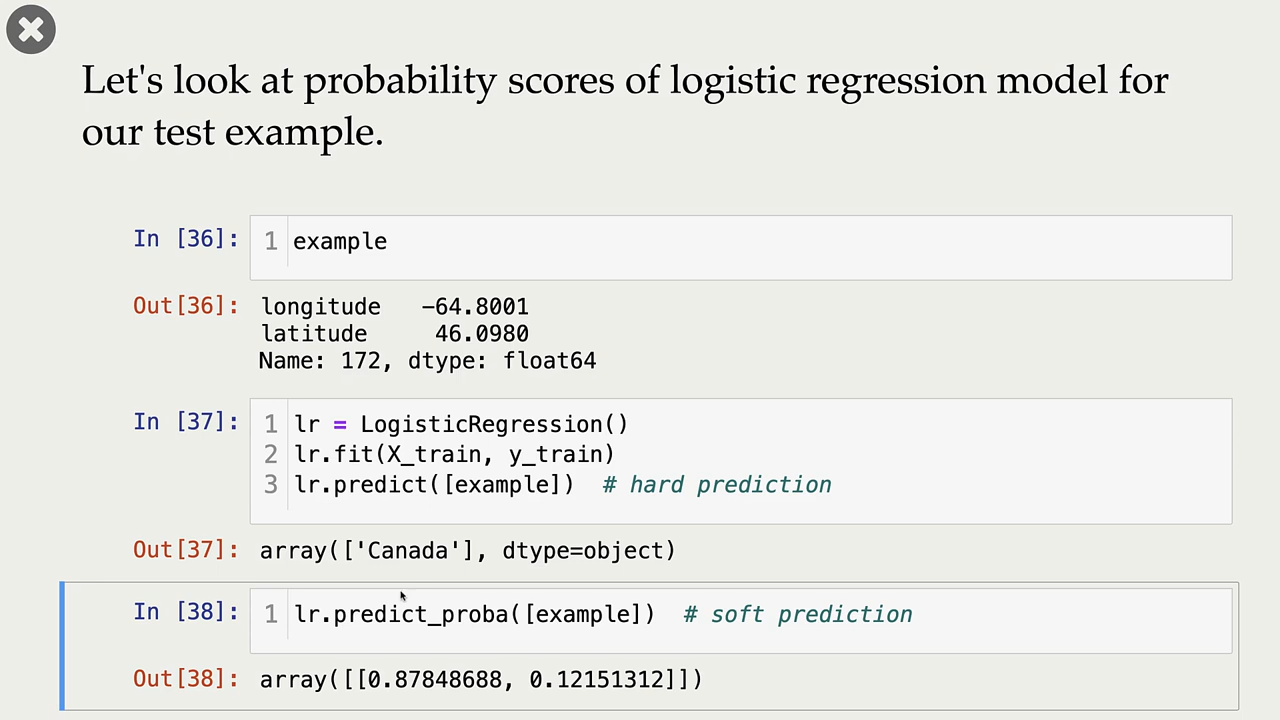 Let's look at probability scores of logistic regression model for
our test example.
In [36]: 1 example
Out[36]: longitude   -64.8001
latitude    46.0980
Name: 172, dtype: float64
In [37]: 1 lr = LogisticRegression()
2 lr.fit(X_train, y_train)
3 lr.predict([example])  # hard prediction
Out[37]: array(['Canada'], dtype=object)
In [38]: 1 lr.predict_proba([example])  # soft prediction
Out[38]: array([[0.87848688, 0.12151312]])